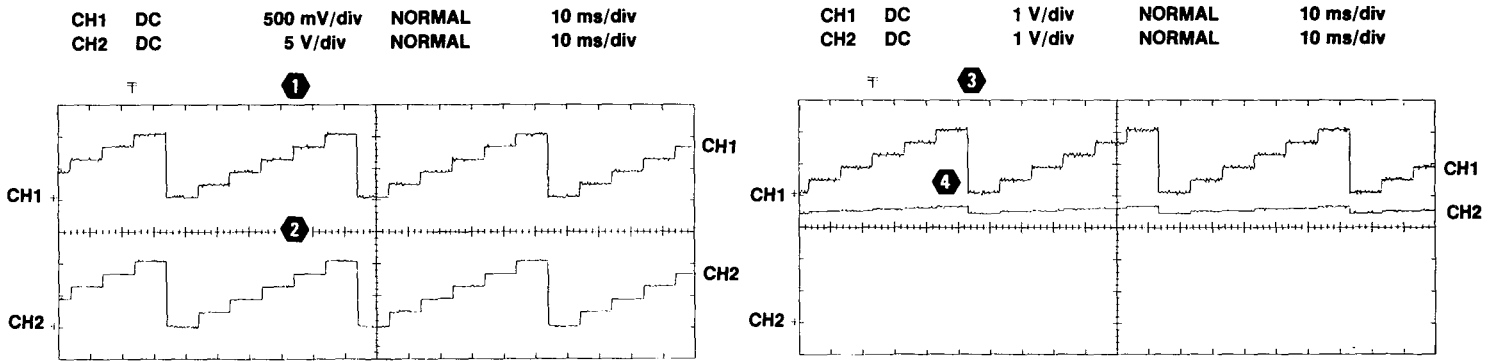 CH1 DC 500 mV/div NORMAL 10 ms/div
CH2 DC 5 V/div NORMAL 10 ms/div
1
CH1
CH1
2
CH2
CH2
CH1 DC 1 V/div NORMAL 10 ms/div
CH2 DC 1 V/div NORMAL 10 ms/div
3
CH1
4
CH1
CH2
CH2